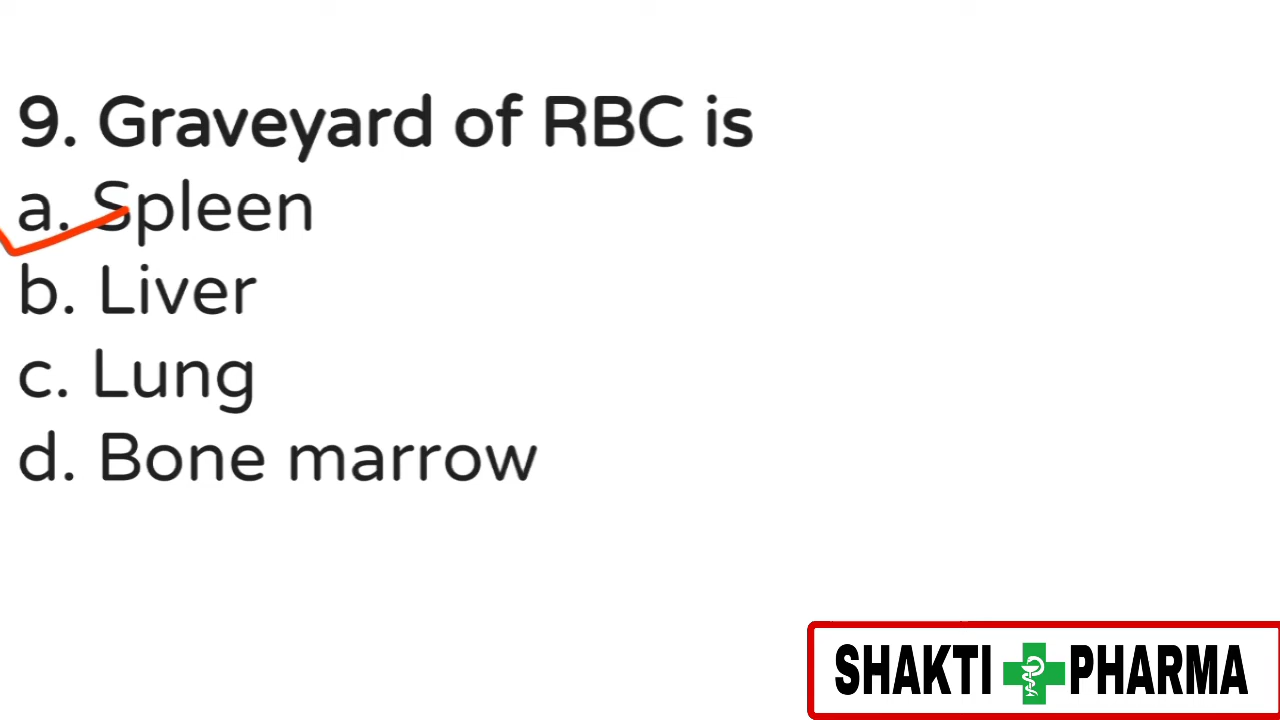 9. Graveyard of RBC is
a. Spleen
b. Liver
c. Lung
d. Bone marrow
SHAKTI PHARMA